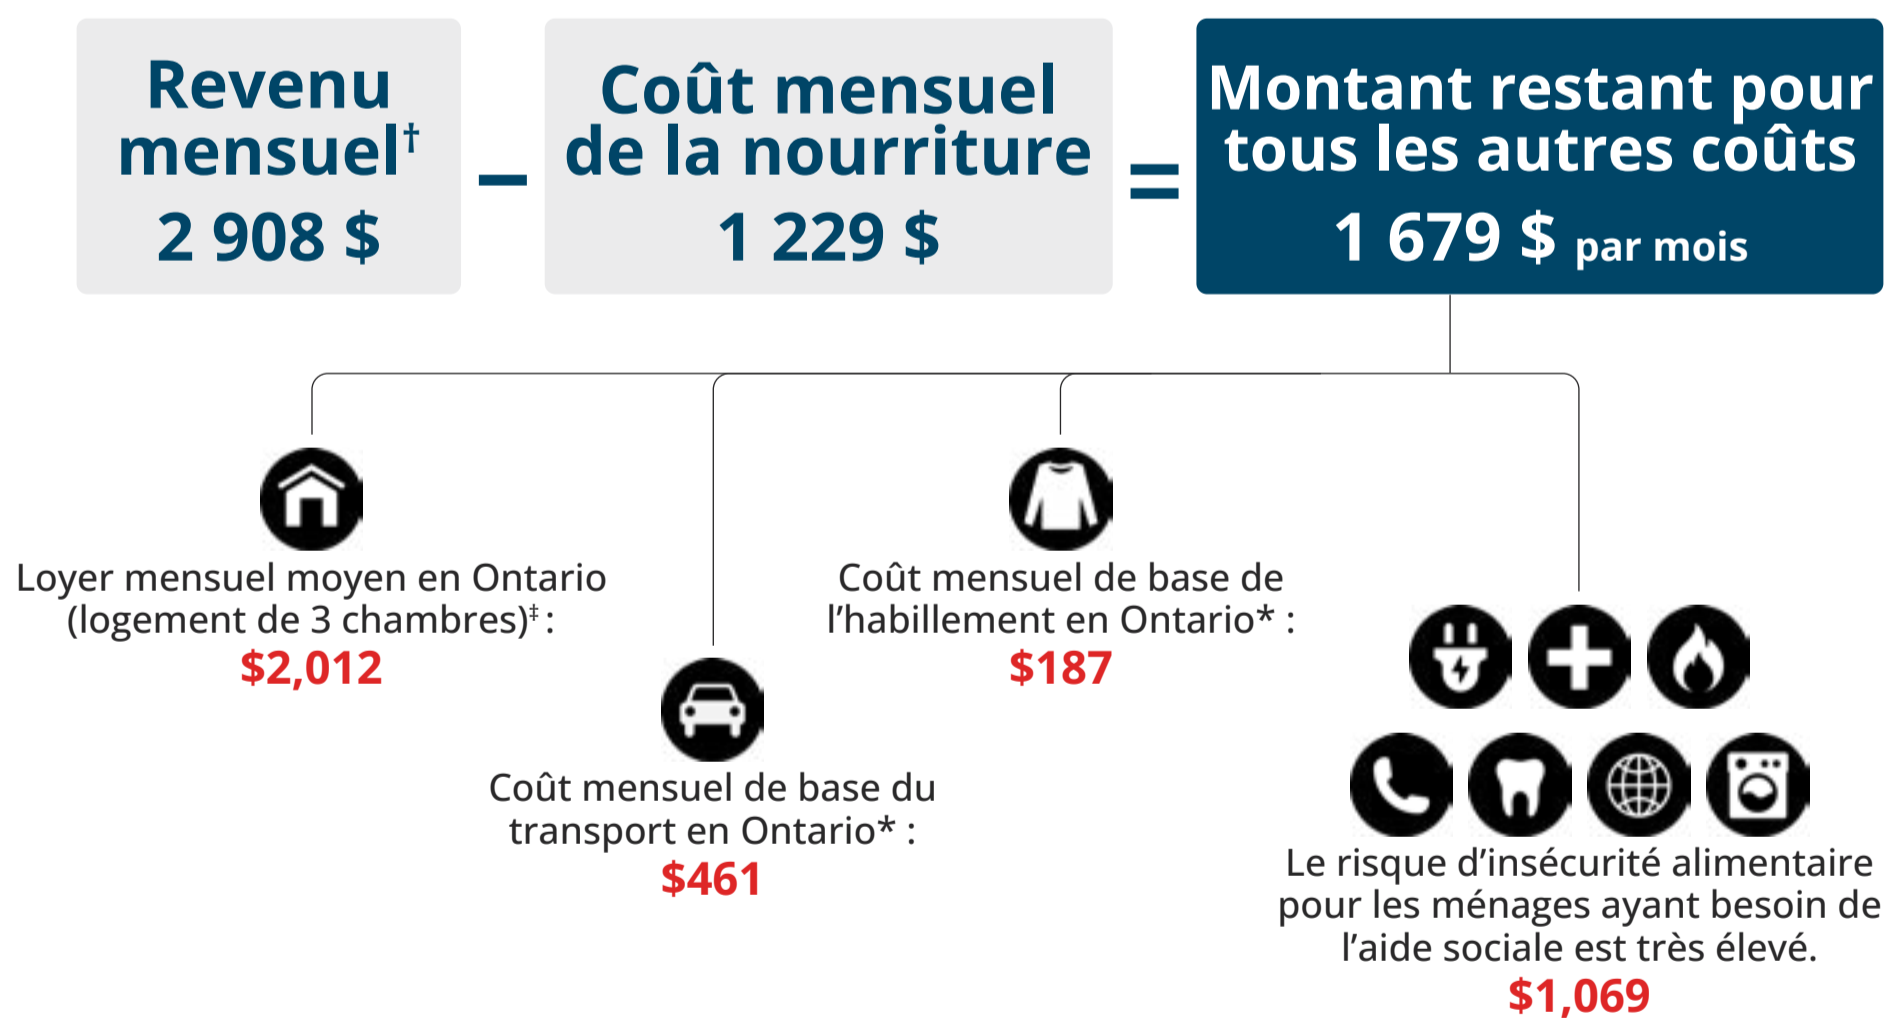 Revenu
mensuel†
2 908 $
–
Coût mensuel
de la nourriture
1 229 $
=
Montant restant pour
tous les autres coûts
1 679 $ par mois
Loyer mensuel moyen en Ontario
(logement de 3 chambres)‡ :
$2,012
Coût mensuel de base du
transport en Ontario* :
$461
Coût mensuel de base de
l’habillement en Ontario* :
$187
Le risque d’insécurité alimentaire
pour les ménages ayant besoin de
l’aide sociale est très élevé.
$1,069